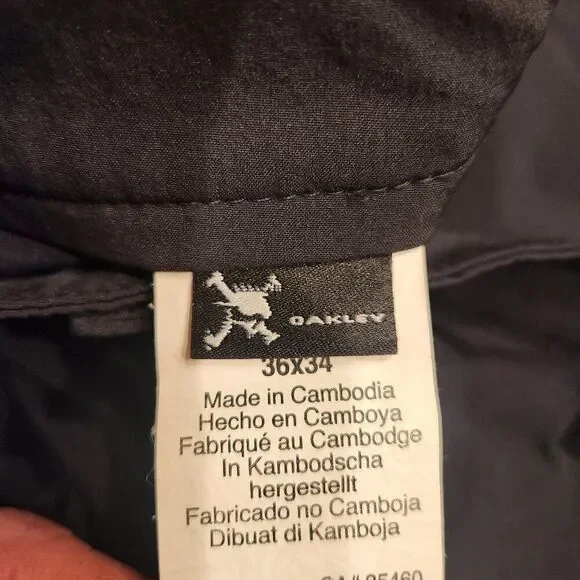 OAKLEY
36x34
Made in Cambodia
Hecho en Camboya
Fabriqué au Cambodge
In Kambodscha
hergestellt
Fabricado no Camboja
Dibuat di Kamboja